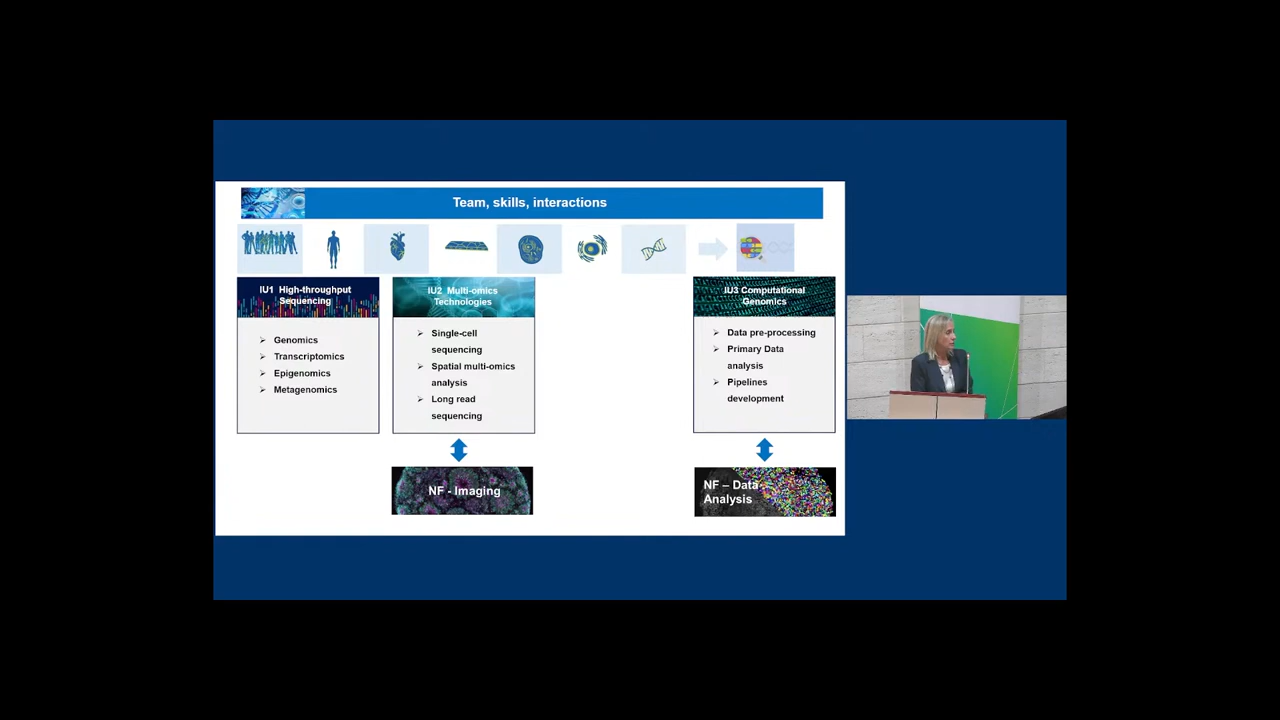 Team, skills, interactions
IU1 High-throughput
Sequencing
Genomics
Transcriptomics
Epigenomics
Metagenomics
IU2 Multi-omics
Technologies
Single-cell
sequencing
Spatial multi-omics
analysis
Long read
sequencing
IU3 Computational
Genomics
Data pre-processing
Primary Data
analysis
Pipelines
development
NF - Imaging
NF – Data
Analysis